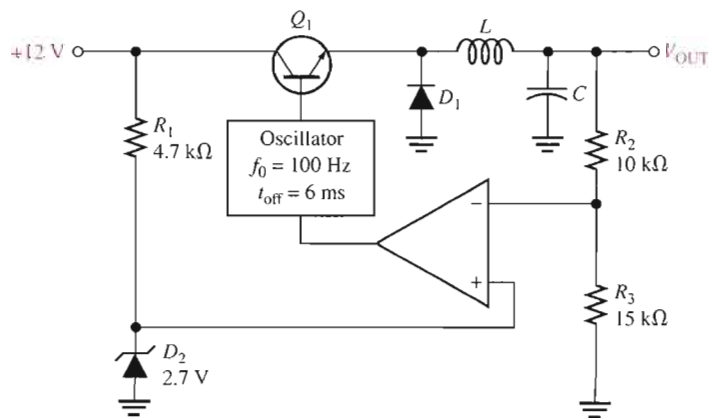 Q1
+12 V
L
VOUT
D1
C
R1
4.7 kΩ
Oscillator
f0 = 100 Hz
toff = 6 ms
R2
10 kΩ
−
+
R3
15 kΩ
D2
2.7 V